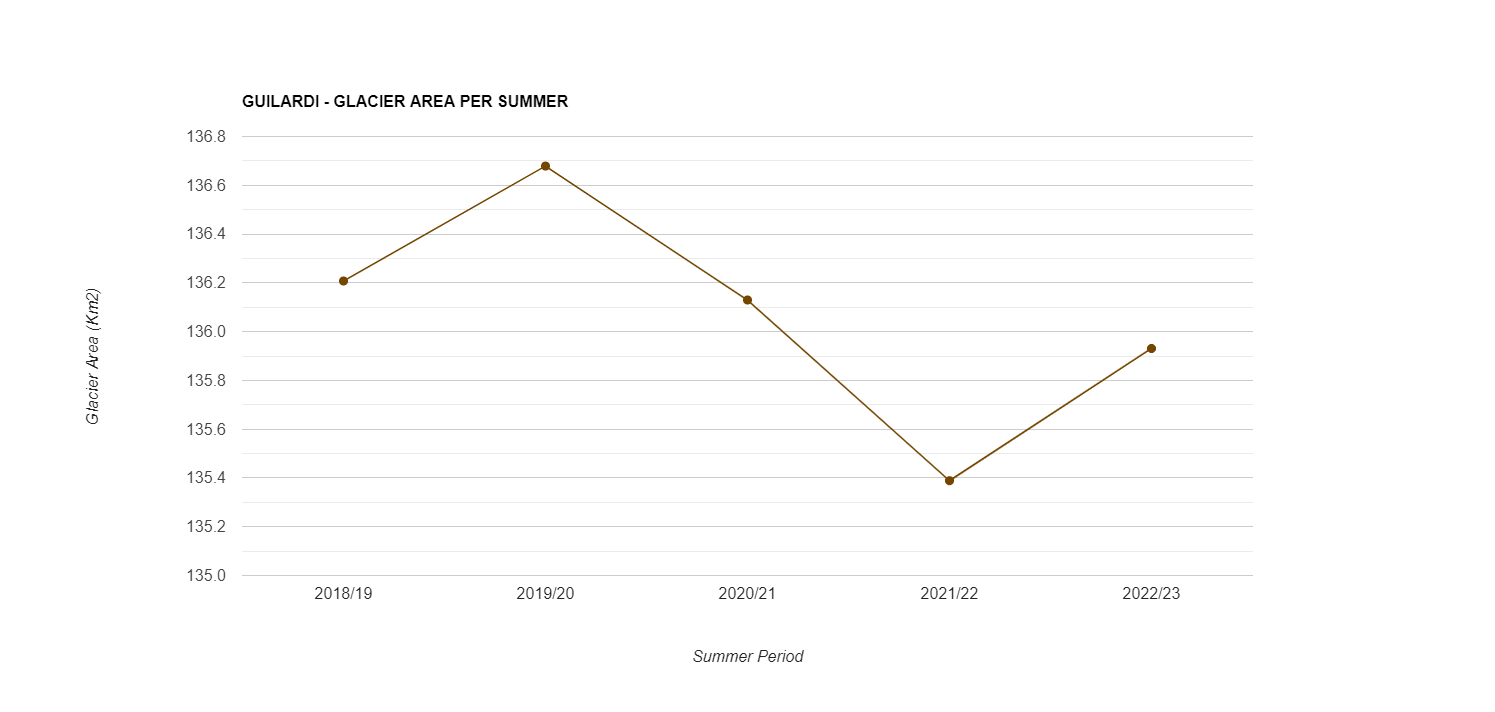 GUILARDI - GLACIER AREA PER SUMMER
136.8
136.6
136.4
136.2
136.0
135.8
135.6
135.4
135.2
135.0
Glacier Area (Km2)
2018/19 2019/20 2020/21 2021/22 2022/23
Summer Period